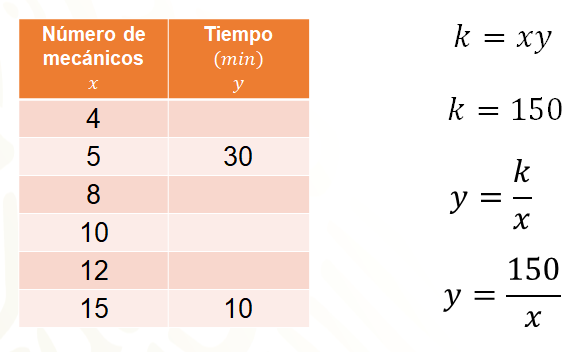 Número de mecánicos x
Tiempo (min) y
4
5 30
8
10
12
15 10
k = xy
k = 150
y = k/x
y = 150/x